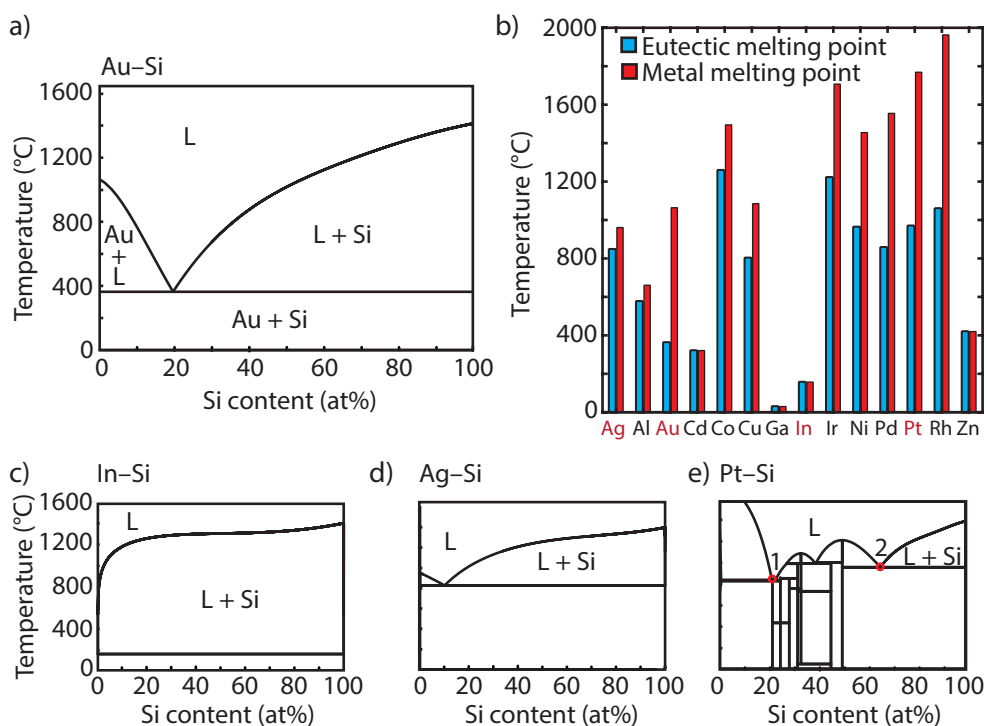 a)
Au–Si
1600
1200
800
400
0
Temperature (°C)
L
Au
+
L
L + Si
Au + Si
0 20 40 60 80 100
Si content (at%)
b)
2000
1600
1200
800
400
0
Temperature (°C)
Eutectic melting point
Metal melting point
Ag Al Au Cd Co Cu Ga In Ir Ni Pd Pt Rh Zn
c)
In–Si
1600
1200
800
400
0
Temperature (°C)
L
L + Si
0 20 40 60 80 100
Si content (at%)
d)
Ag–Si
L
L + Si
0 20 40 60 80 100
Si content (at%)
e)
Pt–Si
L
1
2
L + Si
0 20 40 60 80 100
Si content (at%)